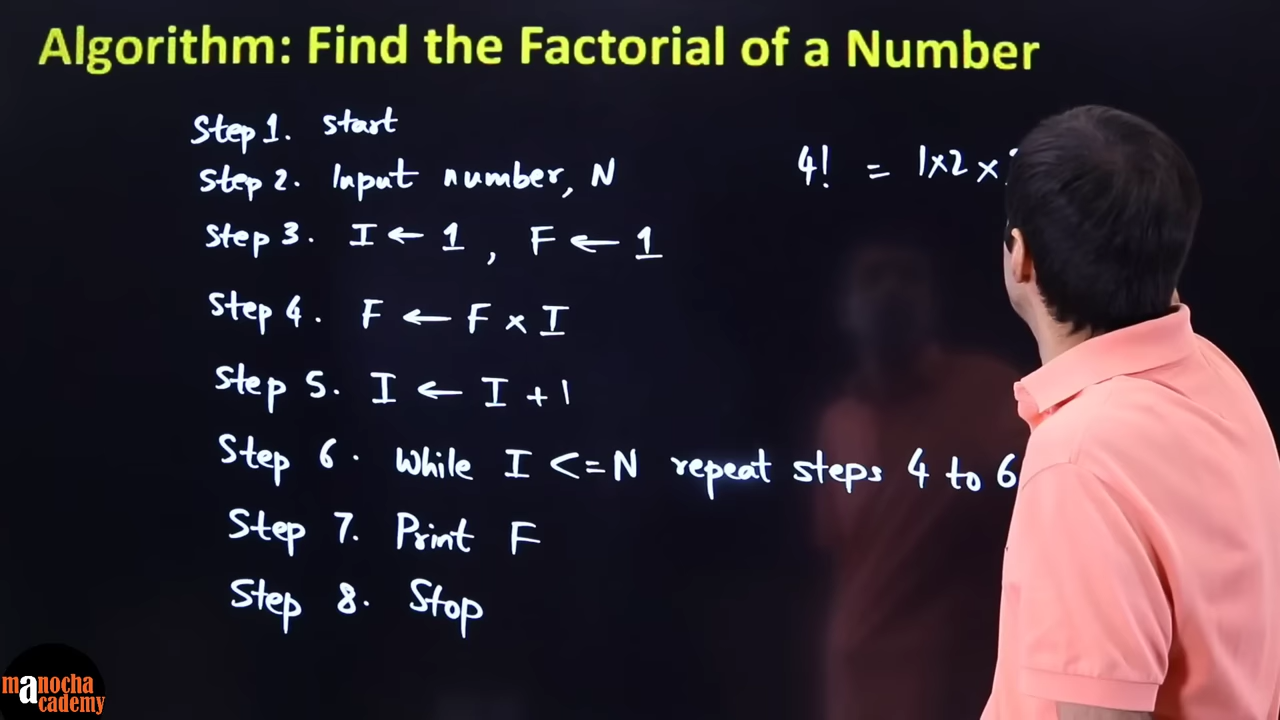 Algorithm: Find the Factorial of a Number
Step 1. Start
Step 2. Input number, N
4! = 1x2 x
Step 3. I ← 1, F ← 1
Step 4. F ← F x I
Step 5. I ← I + 1
Step 6. While I <= N repeat steps 4 to 6
Step 7. Print F
Step 8. Stop
manocha
academy